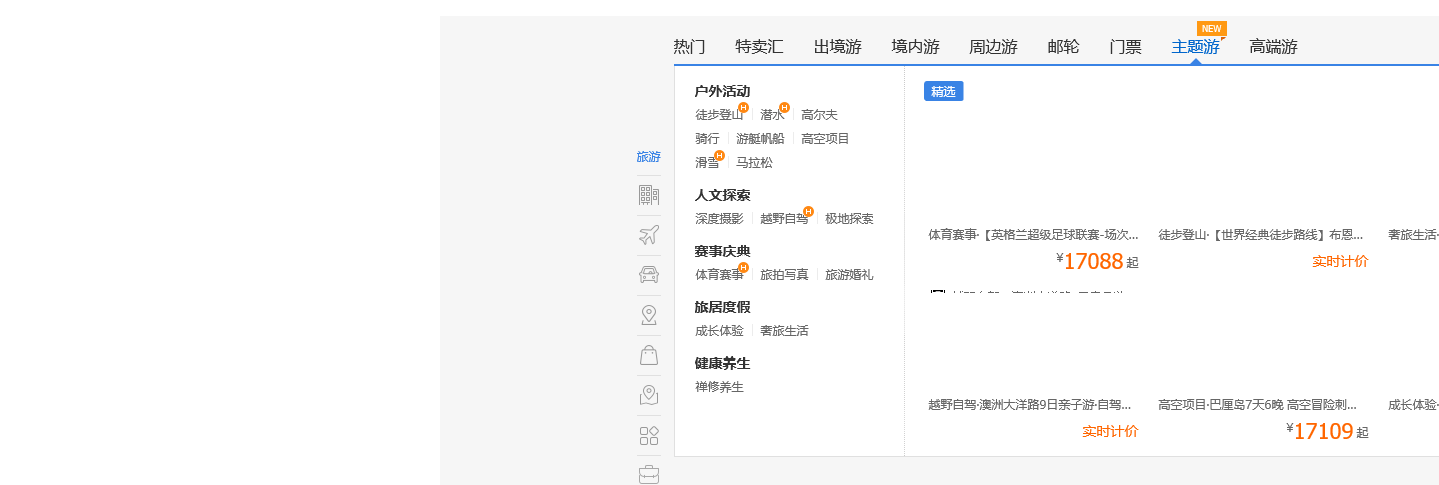 NEW
热门 特卖汇 出境游 境内游 周边游 邮轮 门票 主题游 高端游
旅游
户外活动
徒步登山 H 潜水 H 高尔夫
骑行 游艇帆船 高空项目
滑雪 H 马拉松
人文探索
深度摄影 越野自驾 H 极地探索
赛事庆典
体育赛事 H 旅拍写真 旅游婚礼
旅居度假
成长体验 奢旅生活
健康养生
禅修养生
精选
体育赛事·【英格兰超级足球联赛-场次... 徒步登山·【世界经典徒步路线】布恩... 奢旅生活·
¥17088 起 实时计价
越野自驾·澳洲大洋路9日亲子游·自驾... 高空项目·巴厘岛7天6晚 高空冒险刺... 成长体验·
实时计价 ¥17109 起